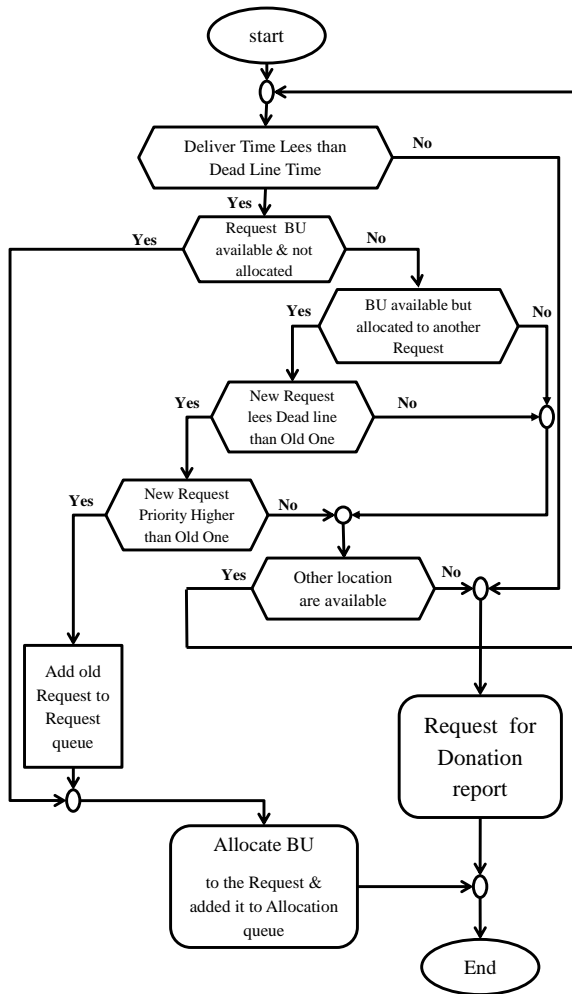 start
Deliver Time Lees than
Dead Line Time
No
Yes
Yes
Request BU
available & not
allocated
No
Yes
BU available but
allocated to another
Request
No
Yes
New Request
lees Dead line
than Old One
No
Yes
New Request
Priority Higher
than Old One
No
Yes
Other location
are available
No
Add old
Request to
Request
queue
Request for
Donation
report
Allocate BU
to the Request &
added it to Allocation
queue
End